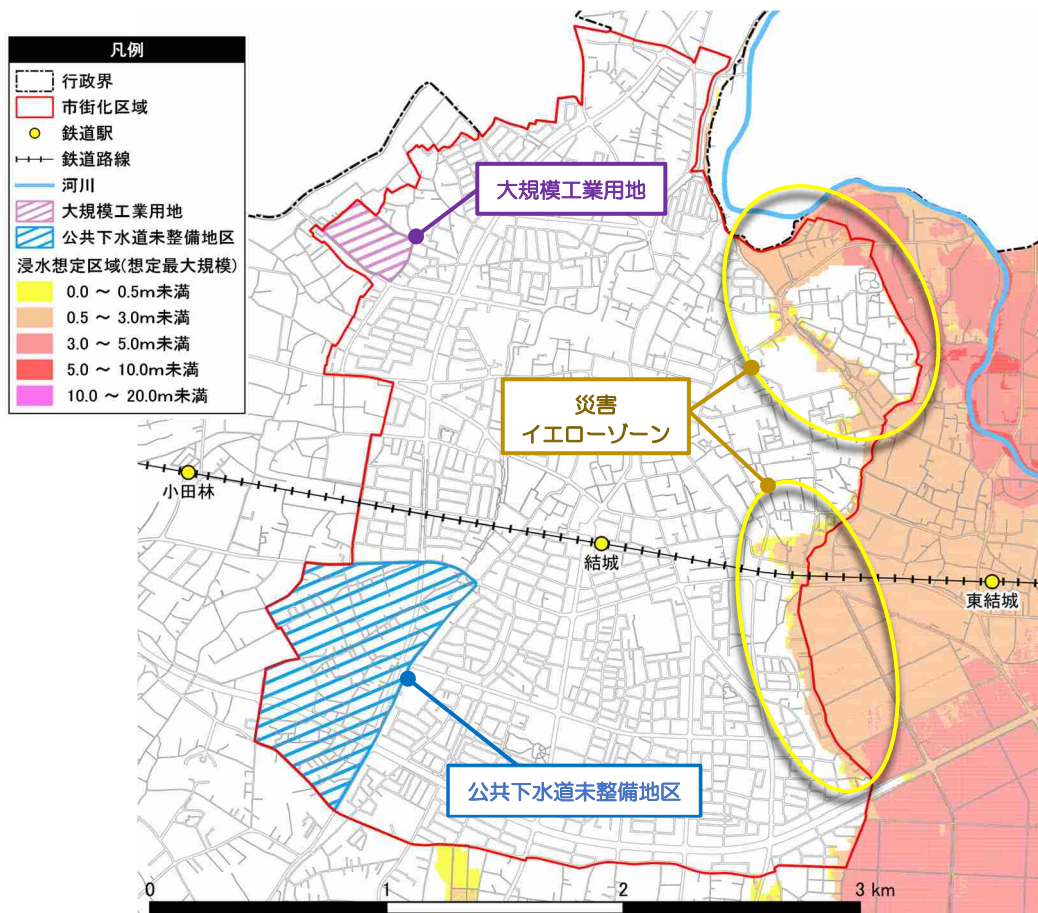 凡例
行政界
市街化区域
鉄道駅
鉄道路線
河川
大規模工業用地
公共下水道未整備地区
浸水想定区域(想定最大規模)
0.0 ～ 0.5m未満
0.5 ～ 3.0m未満
3.0 ～ 5.0m未満
5.0 ～ 10.0m未満
10.0 ～ 20.0m未満
大規模工業用地
災害
イエローゾーン
小田林
結城
東結城
公共下水道未整備地区
0 1 2 3 km